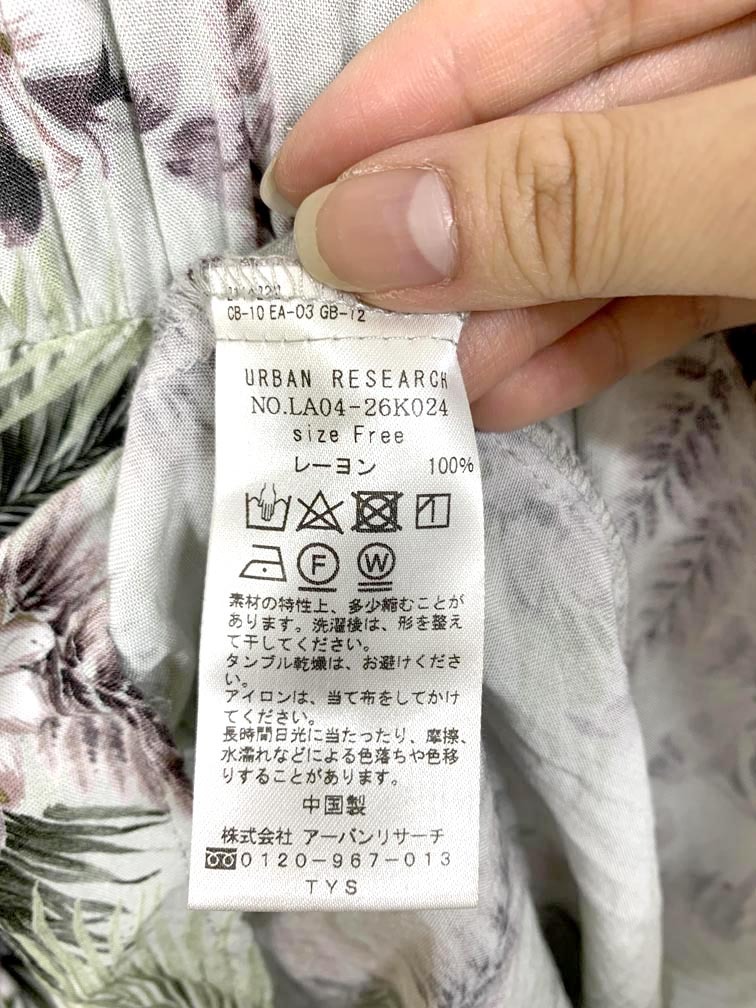 CB-10 EA-03 GB-12
URBAN RESEARCH
NO.LA04-26K024
size Free
レーヨン 100%
F W
素材の特性上、多少縮むことが
あります。洗濯後は、形を整え
て干してください。
タンブル乾燥は、お避けくださ
い。
アイロンは、当て布をしてかけ
てください。
長時間日光に当たったり、摩擦、
水濡れなどによる色落ちや色移
りすることがあります。
中国製
株式会社 アーバンリサーチ
0120-967-013
TYS